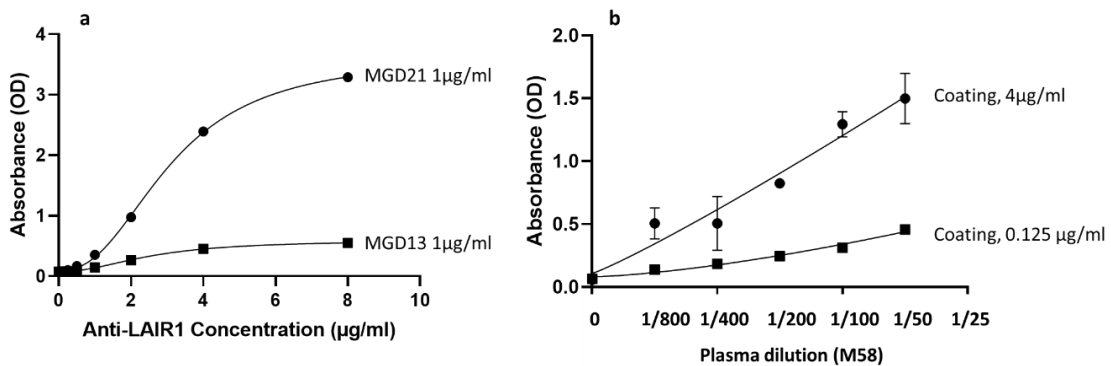 a
Absorbance (OD)
4
3
2
1
0
0 2 4 6 8 10
MGD21 1µg/ml
MGD13 1µg/ml
Anti-LAIR1 Concentration (µg/ml)
b
Absorbance (OD)
2.0
1.5
1.0
0.5
0.0
0 1/800 1/400 1/200 1/100 1/50 1/25
Coating, 4µg/ml
Coating, 0.125 µg/ml
Plasma dilution (M58)